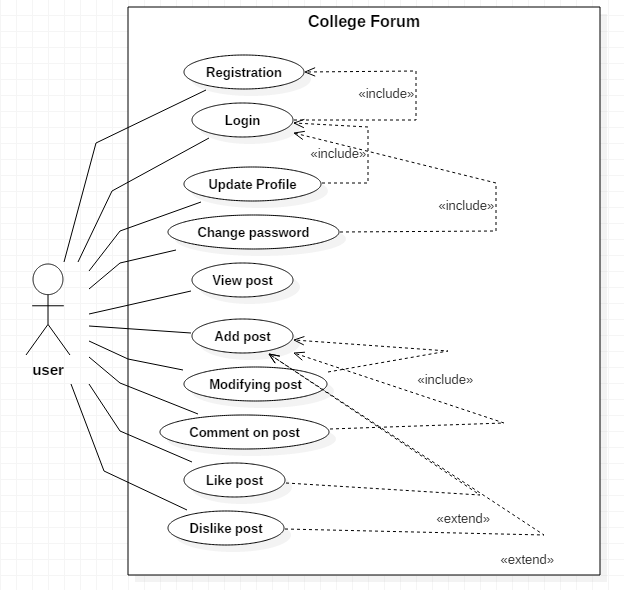 College Forum
Registration
«include»
Login
«include»
Update Profile
«include»
Change password
View post
Add post
user
Modifying post
«include»
Comment on post
Like post
«extend»
Dislike post
«extend»